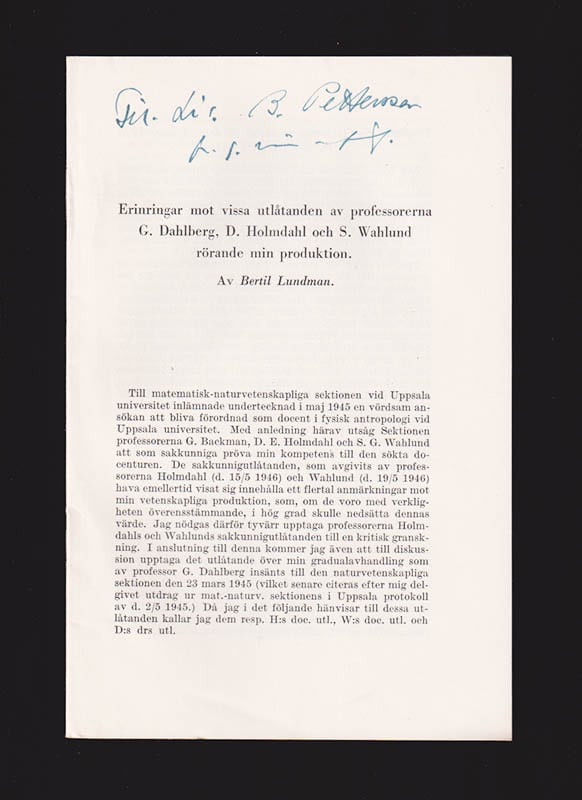 Fil. Lic. B. Pettersson
Erinringar mot vissa utlåtanden av professorerna
G. Dahlberg, D. Holmdahl och S. Wahlund
rörande min produktion.
Av Bertil Lundman.
Till matematisk-naturvetenskapliga sektionen vid Uppsala
universitet inlämnade undertecknad i maj 1945 en vördsam an-
sökan att bliva förordnad som docent i fysisk antropologi vid
Uppsala universitet. Med anledning härav utsåg Sektionen
professorerna G. Backman, D. E. Holmdahl och S. G. Wahlund
att som sakkunniga pröva min kompetens till den sökta do-
centuren. De sakkunnigutlåtanden, som avgivits av profes-
sorerna Holmdahl (d. 15/5 1946) och Wahlund (d. 19/5 1946)
hava emellertid visat sig innehålla ett flertal anmärkningar mot
min vetenskapliga produktion, som, om de voro med verklig-
heten överensstämmande, i hög grad skulle nedsätta dennas
värde. Jag nödgas därför tyvärr upptaga professorerna Holm-
dahls och Wahlunds sakkunnigutlåtanden till en kritisk gransk-
ning. I anslutning till denna kommer jag även att till diskus-
sion upptaga det utlåtande över min gradualavhandling som
av professor G. Dahlberg insänts till den naturvetenskapliga
sektionen den 23 mars 1945 (vilket senare citeras efter mig del-
givet utdrag ur mat.-naturv. sektionens i Uppsala protokoll
av d. 2/5 1945.) Då jag i det följande hänvisar till dessa ut-
låtanden kallar jag dem resp. H:s doc. utl., W:s doc. utl. och
D:s drs utl.